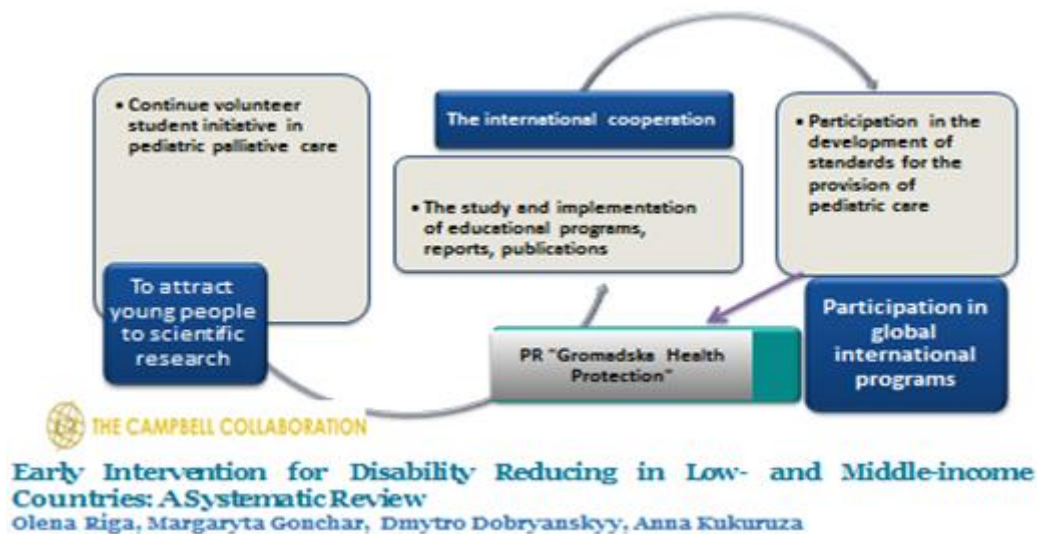 • Continue volunteer
student initiative in
pediatric palliative care
To attract
young people
to scientific
research
The international cooperation
• The study and implementation
of educational programs,
reports, publications
• Participation in the
development of
standards for the
provision of
pediatric care
Participation in
global
international
programs
PR "Gromadska Health
Protection"
THE CAMPBELL COLLABORATION
Early Intervention for Disability Reducing in Low- and Middle-income
Countries: A Systematic Review
Olena Riga, Margaryta Gonchar, Dmytro Dobryanskyy, Anna Kukuruza